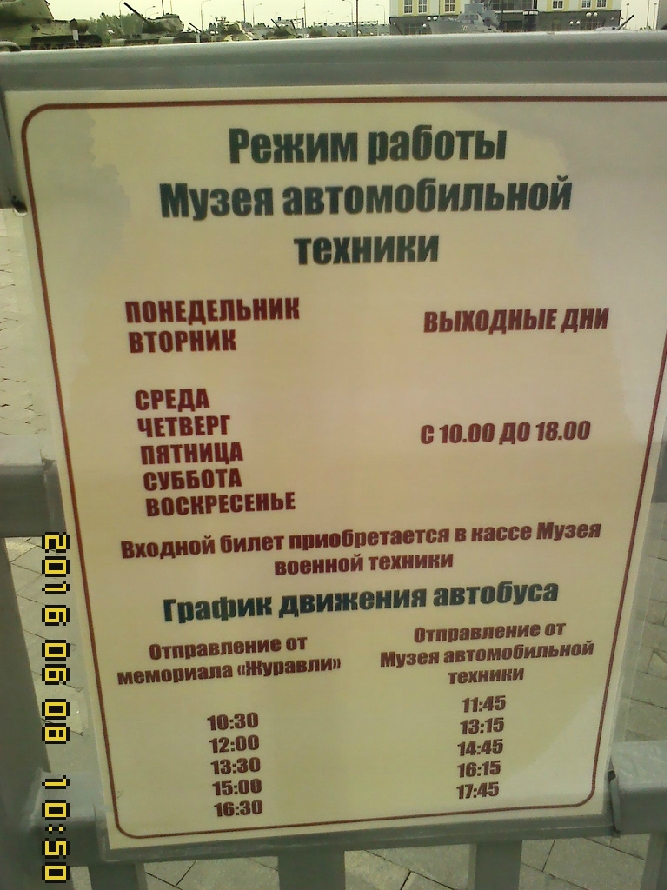 Режим работы
Музея автомобильной
техники
ПОНЕДЕЛЬНИК
ВТОРНИК
ВЫХОДНЫЕ ДНИ
СРЕДА
ЧЕТВЕРГ
ПЯТНИЦА
СУББОТА
ВОСКРЕСЕНЬЕ
С 10.00 ДО 18.00
Входной билет приобретается в кассе Музея
военной техники
График движения автобуса
Отправление от
мемориала «Журавли»
10:30
12:00
13:30
15:00
16:30
Отправление от
Музея автомобильной
техники
11:45
13:15
14:45
16:15
17:45
2016 06 08 10:50